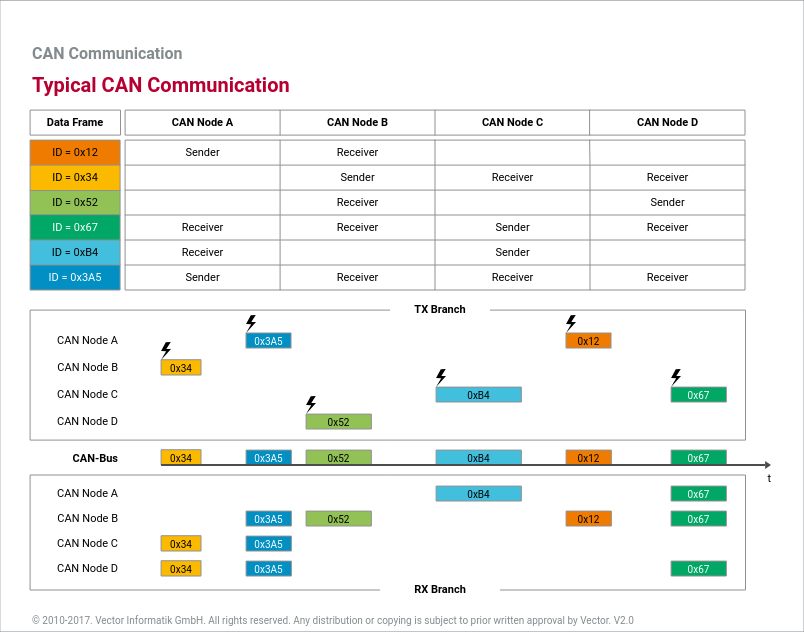 CAN Communication
Typical CAN Communication
Data Frame CAN Node A CAN Node B CAN Node C CAN Node D
ID = 0x12 Sender Receiver
ID = 0x34 Sender Receiver Receiver
ID = 0x52 Receiver Sender
ID = 0x67 Receiver Receiver Sender Receiver
ID = 0xB4 Receiver Sender
ID = 0x3A5 Sender Receiver Receiver Receiver
TX Branch
CAN Node A 0x3A5 0x12
CAN Node B 0x34
CAN Node C 0xB4 0x67
CAN Node D 0x52
CAN-Bus 0x34 0x3A5 0x52 0xB4 0x12 0x67
t
CAN Node A 0xB4 0x67
CAN Node B 0x3A5 0x52 0x12 0x67
CAN Node C 0x34 0x3A5
CAN Node D 0x34 0x3A5 0x67
RX Branch
© 2010-2017. Vector Informatik GmbH. All rights reserved. Any distribution or copying is subject to prior written approval by Vector. V2.0